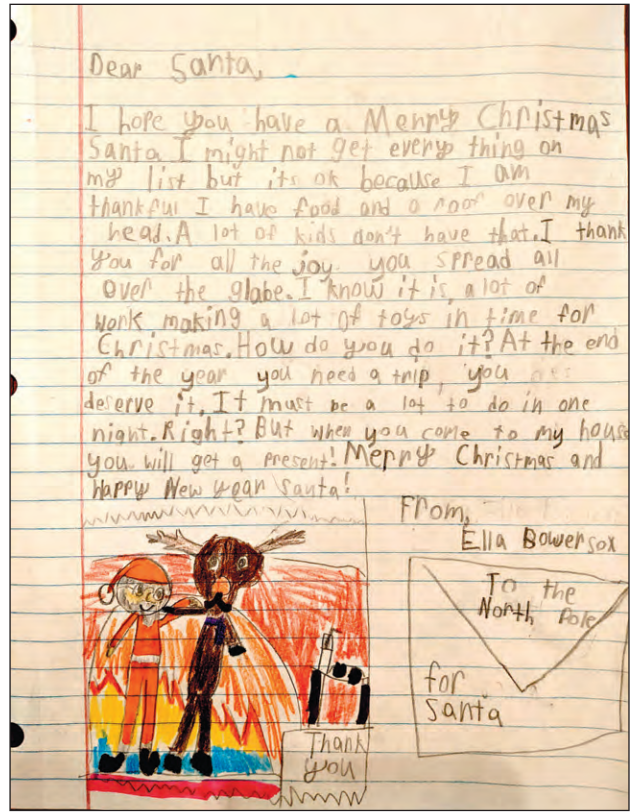 Dear Santa,
I hope you have a Merry Christmas
Santa I might not get every thing on
my list but its ok because I am
thankful I have food and a roof over my
head. A lot of kids don't have that. I thank
you for all the joy you spread all
over the glabe. I know it is a lot of
work making a lot of toys in time for
Christmas. How do you do it? At the end
of the year you need a trip, you
deserve it. It must be a lot to do in one
night. Right? But when you come to my house
you will get a present! Merry Christmas and
Happy New year Santa!
From,
Ella Bowersox
To the
North Pole
for
Santa
Thank
you